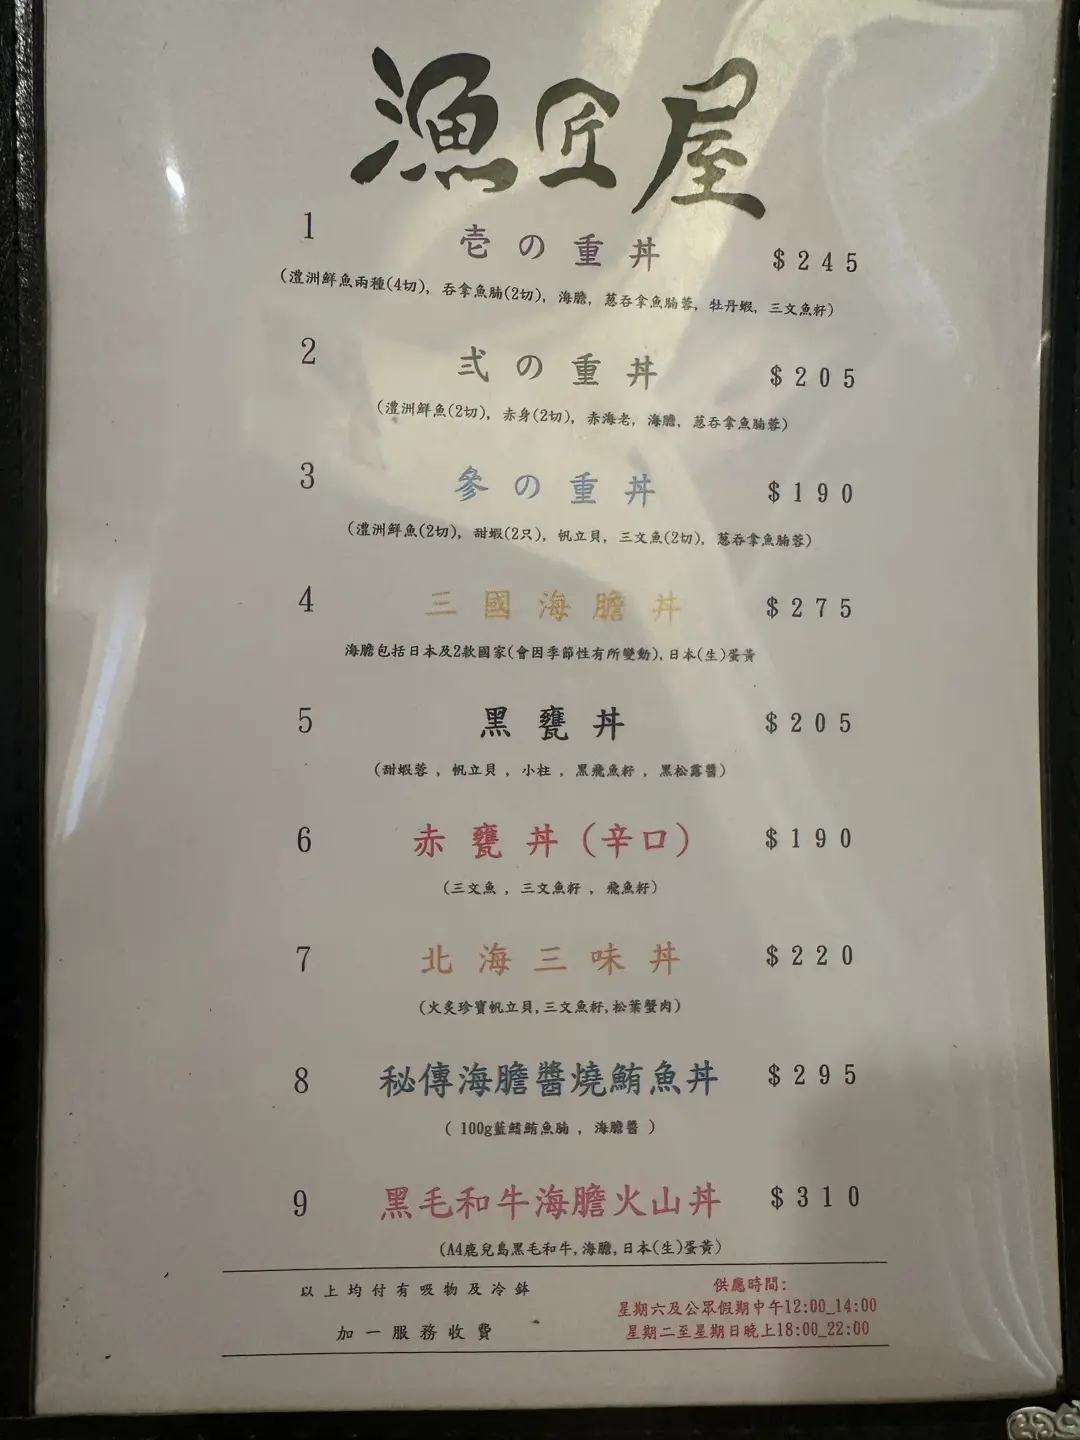 漁匠屋
1 壱の重丼 $245
(澧洲鮮魚兩種(4切), 吞拿魚腩(2切), 海膽, 蔥吞拿魚腩蓉, 牡丹蝦, 三文魚籽)
2 弍の重丼 $205
(澧洲鮮魚(2切), 赤身(2切), 赤海老, 海膽, 蔥吞拿魚腩蓉)
3 參の重丼 $190
(澧洲鮮魚(2切), 甜蝦(2只), 帆立貝, 三文魚(2切), 蔥吞拿魚腩蓉)
4 三國海膽丼 $275
海膽包括日本及2款國家(會因季節性有所變動), 日本(生)蛋黃
5 黑甕丼 $205
(甜蝦蓉 , 帆立貝 , 小柱 , 黑飛魚籽 , 黑松露醬)
6 赤甕丼(辛口) $190
(三文魚 , 三文魚籽 , 飛魚籽)
7 北海三味丼 $220
(火炙珍寶帆立貝,三文魚籽,松葉蟹肉)
8 秘傳海膽醬燒鮪魚丼 $295
( 100g藍鰭鮪魚腩 , 海膽醬 )
9 黑毛和牛海膽火山丼 $310
(A4鹿兒島黑毛和牛, 海膽, 日本(生)蛋黃)
以上均付有吸物及冷鉢
加一服務收費
供應時間:
星期六及公眾假期中午12:00_14:00
星期二至星期日晚上18:00_22:00